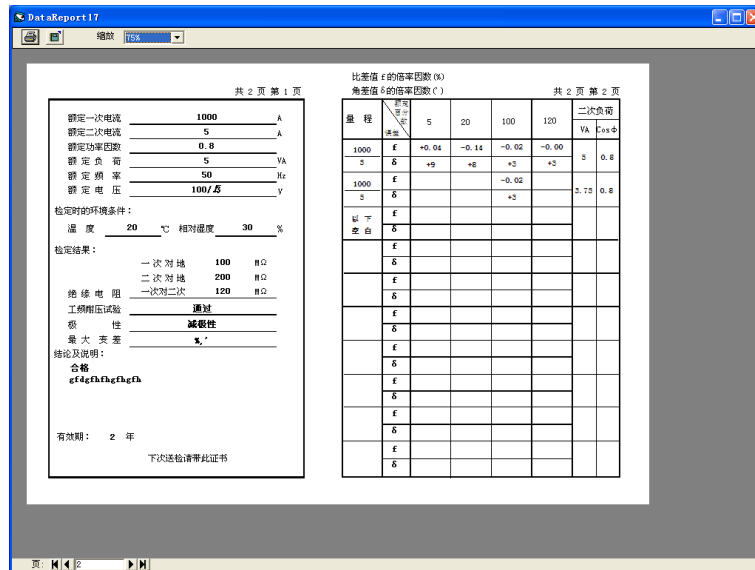 DataReport17
缩放 75%
共 2 页 第 1 页
额定一次电流 1000 A
额定二次电流 5 A
额定功率因数 0.8
额定负荷 5 VA
额定频率 50 Hz
额定电压 100/ V
检定时的环境条件:
温度 20 ℃ 相对湿度 30 %
检定结果:
一次对地 100 MΩ
二次对地 200 MΩ
绝缘电阻 一次对二次 120 MΩ
工频耐压试验 通过
极性 减极性
最大变差 %,′
结论及说明:
合格
gfdgfhfhgfhgfh
有效期: 2 年
下次送检请带此证书
比差值 f 的倍率因数(%)
角差值 δ 的倍率因数(′) 共 2 页 第 2 页
量程 额定百分数 误差 5 20 100 120 二次负荷
VA CosΦ
1000 f +0.04 -0.14 -0.02 -0.00
5 δ +9 +8 +3 +3 5 0.8
1000 f -0.02
5 δ +3 3.75 0.8
以下 f
空白 δ
f
δ
f
δ
f
δ
f
δ
f
δ
f
δ
f
δ
页: 2